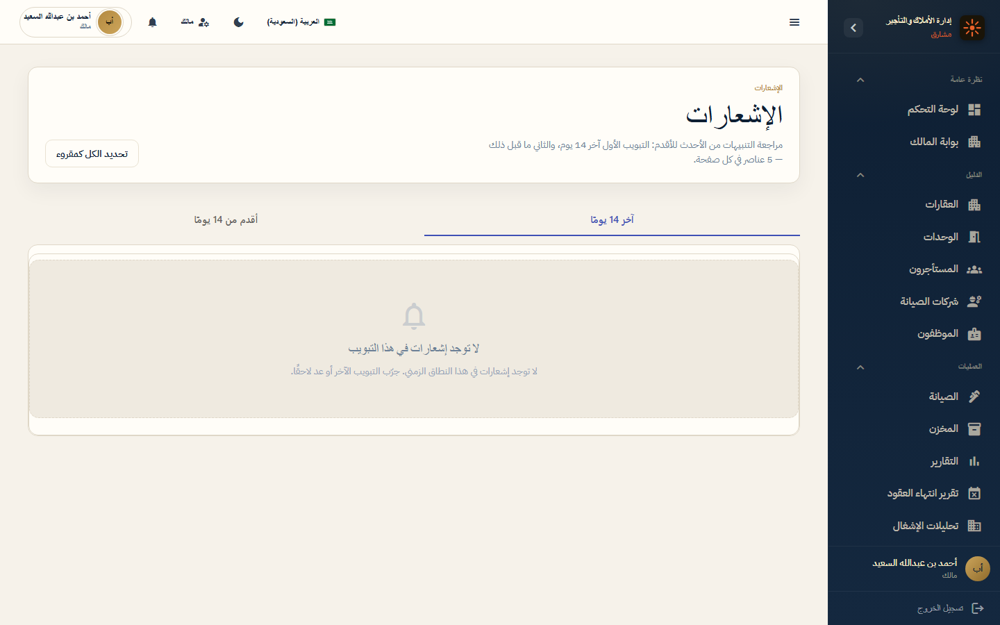 إدارة الأملاك والتأجير
مشارق
نظرة عامة
لوحة التحكم
بوابة المالك
الدليل
العقارات
الوحدات
المستأجرون
شركات الصيانة
الموظفون
العمليات
الصيانة
المخزن
التقارير
تقرير انتهاء العقود
تحليلات الإشغال
أب
أحمد بن عبدالله السعيد
مالك
تسجيل الخروج
العربية (السعودية)
مالك
أب
أحمد بن عبدالله السعيد
مالك
الإشعارات
الإشعارات
مراجعة التنبيهات من الأحدث للأقدم: التبويب الأول آخر 14 يوم، والثاني ما قبل ذلك
— 5 عناصر في كل صفحة.
تحديد الكل كمقروء
آخر 14 يومًا
أقدم من 14 يومًا
لا توجد إشعارات في هذا التبويب
لا توجد إشعارات في هذا النطاق الزمني. جرّب التبويب الآخر أو عد لاحقًا.